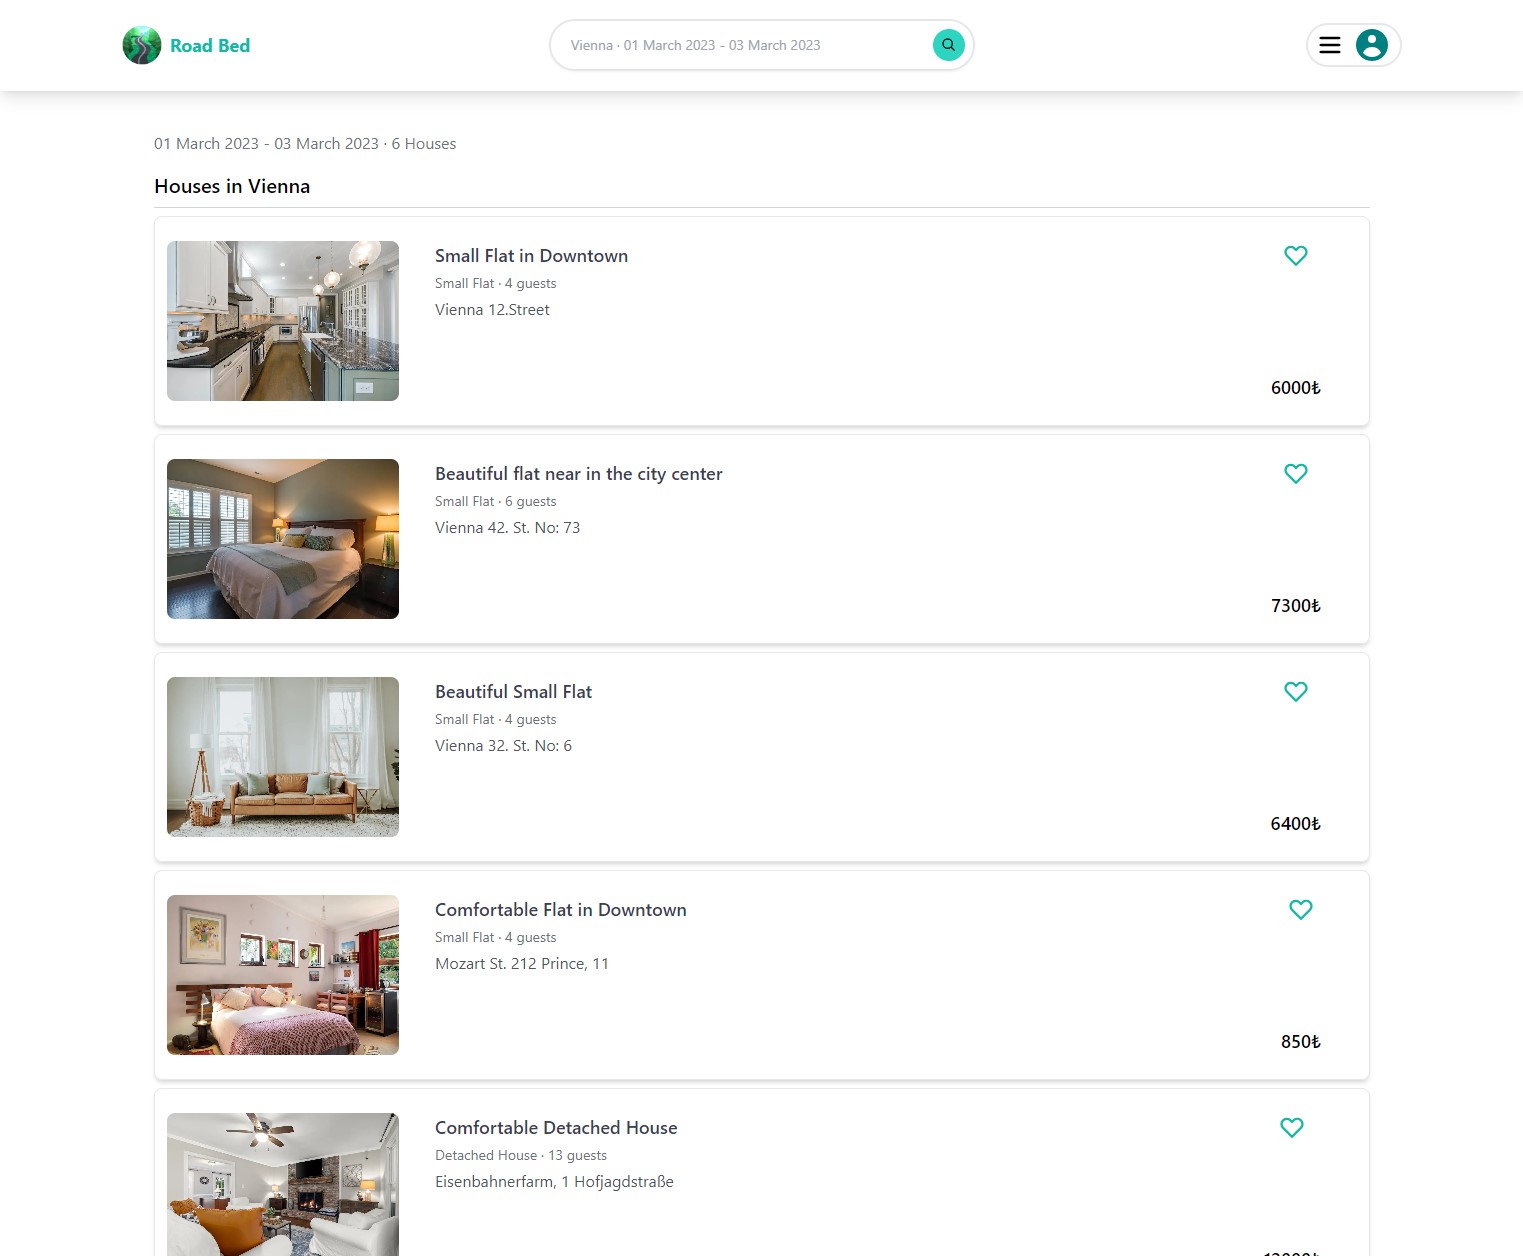 Road Bed
Vienna · 01 March 2023 - 03 March 2023
01 March 2023 - 03 March 2023 · 6 Houses
Houses in Vienna
Small Flat in Downtown
Small Flat · 4 guests
Vienna 12.Street
6000₺
Beautiful flat near in the city center
Small Flat · 6 guests
Vienna 42. St. No: 73
7300₺
Beautiful Small Flat
Small Flat · 4 guests
Vienna 32. St. No: 6
6400₺
Comfortable Flat in Downtown
Small Flat · 4 guests
Mozart St. 212 Prince, 11
850₺
Comfortable Detached House
Detached House · 13 guests
Eisenbahnerfarm, 1 Hofjagdstraße